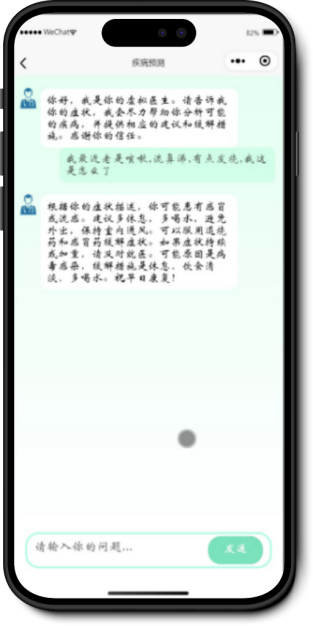 WeChat
82%
疾病预测
你好，我是你的虚拟医生。请告诉我
你的症状，我会尽力帮助你分析可能
的疾病，并提供相应的建议和缓解措
施。感谢你的信任。
我最近老是咳嗽,流鼻涕,有点发烧,我这
是怎么了
根据你的症状描述，你可能患有感冒
或流感。建议多休息，多喝水，避免
外出，保持室内通风。可以服用退烧
药和感冒药缓解症状。如果症状持续
或加重，请及时就医。可能原因是病
毒感染，缓解措施是休息，饮食清
淡，多喝水。祝早日康复！
请输入你的问题...
发送